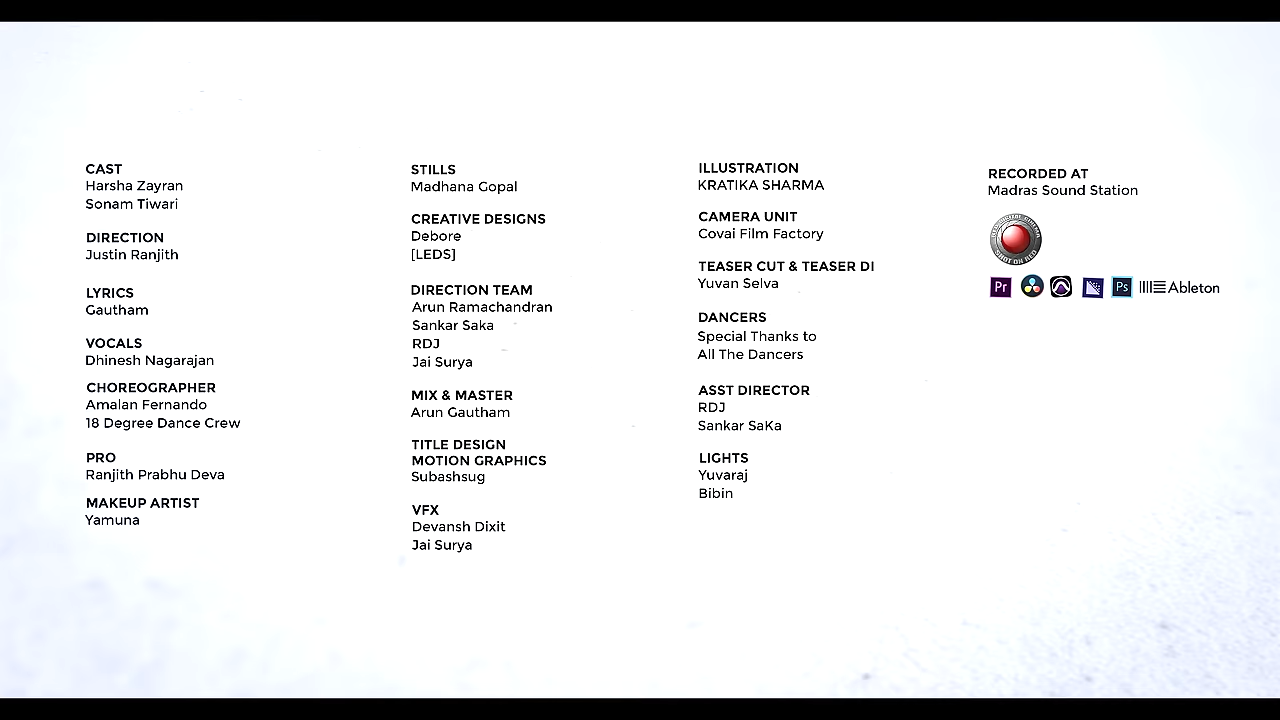 CAST
Harsha Zayran
Sonam Tiwari
DIRECTION
Justin Ranjith
LYRICS
Gautham
VOCALS
Dhinesh Nagarajan
CHOREOGRAPHER
Amalan Fernando
18 Degree Dance Crew
PRO
Ranjith Prabhu Deva
MAKEUP ARTIST
Yamuna
STILLS
Madhana Gopal
CREATIVE DESIGNS
Debore
[LEDS]
DIRECTION TEAM
Arun Ramachandran
Sankar Saka
RDJ
Jai Surya
MIX & MASTER
Arun Gautham
TITLE DESIGN
MOTION GRAPHICS
Subashsug
VFX
Devansh Dixit
Jai Surya
ILLUSTRATION
KRATIKA SHARMA
CAMERA UNIT
Covai Film Factory
TEASER CUT & TEASER DI
Yuvan Selva
DANCERS
Special Thanks to
All The Dancers
ASST DIRECTOR
RDJ
Sankar SaKa
LIGHTS
Yuvaraj
Bibin
RECORDED AT
Madras Sound Station
SHOT ON RED
Pr
Ps
Ableton